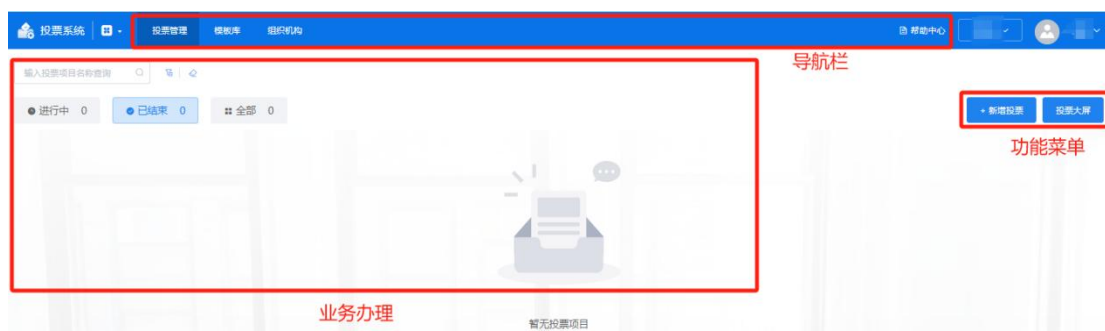 投票系统 投票管理 模板库 组织机构 帮助中心
导航栏
输入投票项目名称查询
进行中 0 已结束 0 全部 0 + 新增投票 投票大屏
功能菜单
业务办理
暂无投票项目